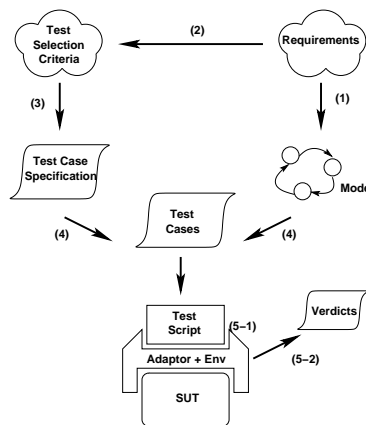 Test
Selection
Criteria
(2)
Requirements
(3)
(1)
Test Case
Specification
Mode
(4)
Test
Cases
(4)
Test
Script
(5-1)
Verdicts
Adaptor + Env
(5-2)
SUT